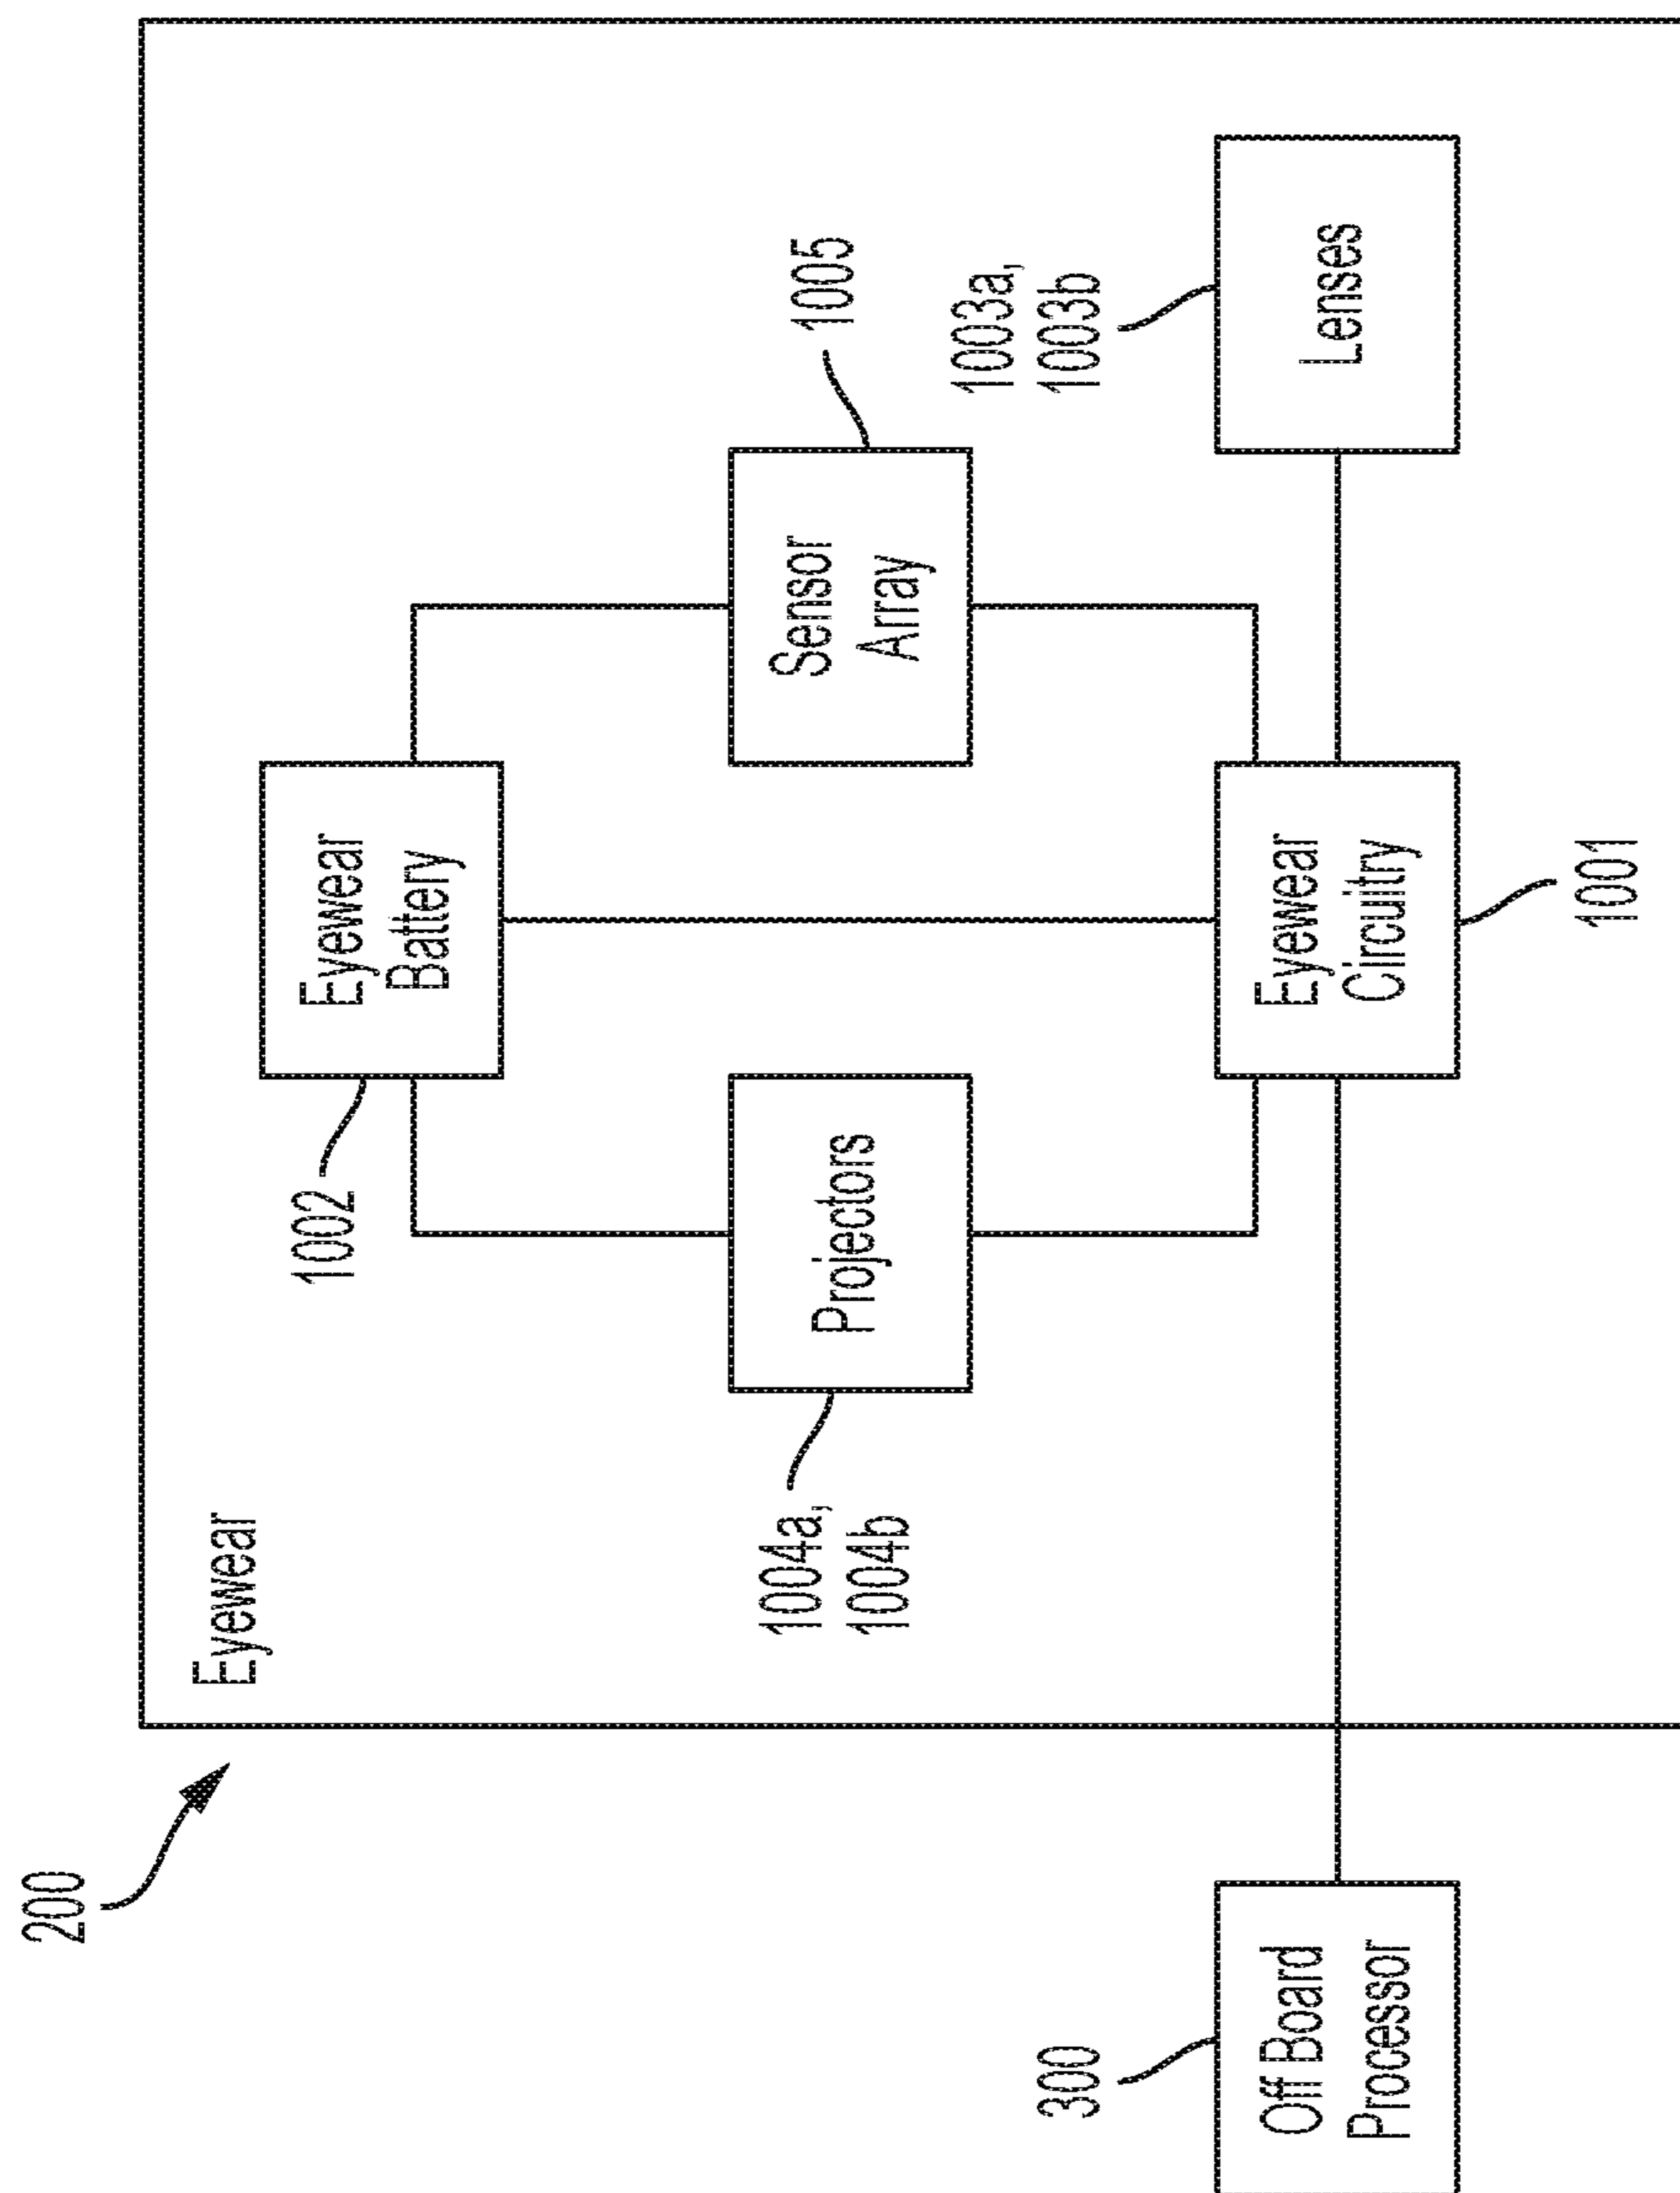 200
Eyewear
1002
Eyewear
Battery
1004a,
1004b
Projectors
Sensor
Array
1005
300
Off Board
Processor
Eyewear
Circuitry
1001
1003a,
1003b
Lenses